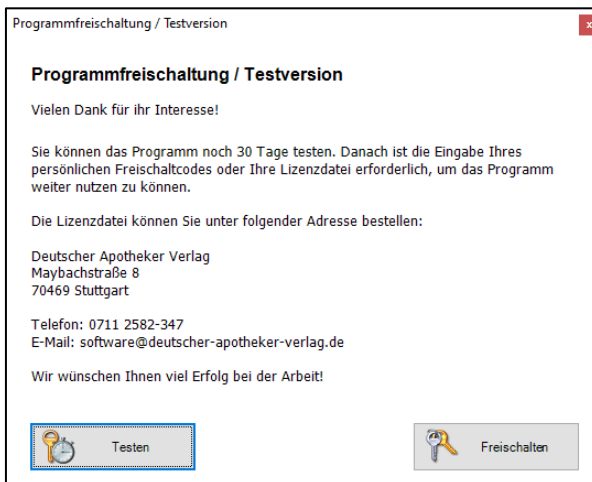 Programmfreischaltung / Testversion
x
Programmfreischaltung / Testversion
Vielen Dank für ihr Interesse!
Sie können das Programm noch 30 Tage testen. Danach ist die Eingabe Ihres
persönlichen Freischaltcodes oder Ihre Lizenzdatei erforderlich, um das Programm
weiter nutzen zu können.
Die Lizenzdatei können Sie unter folgender Adresse bestellen:
Deutscher Apotheker Verlag
Maybachstraße 8
70469 Stuttgart
Telefon: 0711 2582-347
E-Mail: software@deutscher-apotheker-verlag.de
Wir wünschen Ihnen viel Erfolg bei der Arbeit!
Testen
Freischalten